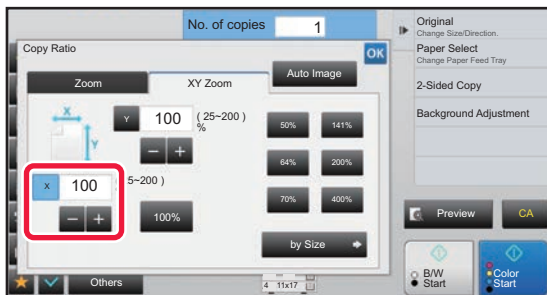 No. of copies 1
Copy Ratio
OK
Zoom
XY Zoom
Auto Image
X
Y
Y 100 ( 25~200 )
%
X 100 5~200 )
100%
50% 141%
64% 200%
70% 400%
by Size
Others
4 11x17
Original
Change Size/Direction.
Paper Select
Change Paper Feed Tray
2-Sided Copy
Background Adjustment
Preview
CA
B/W
Start
Color
Start